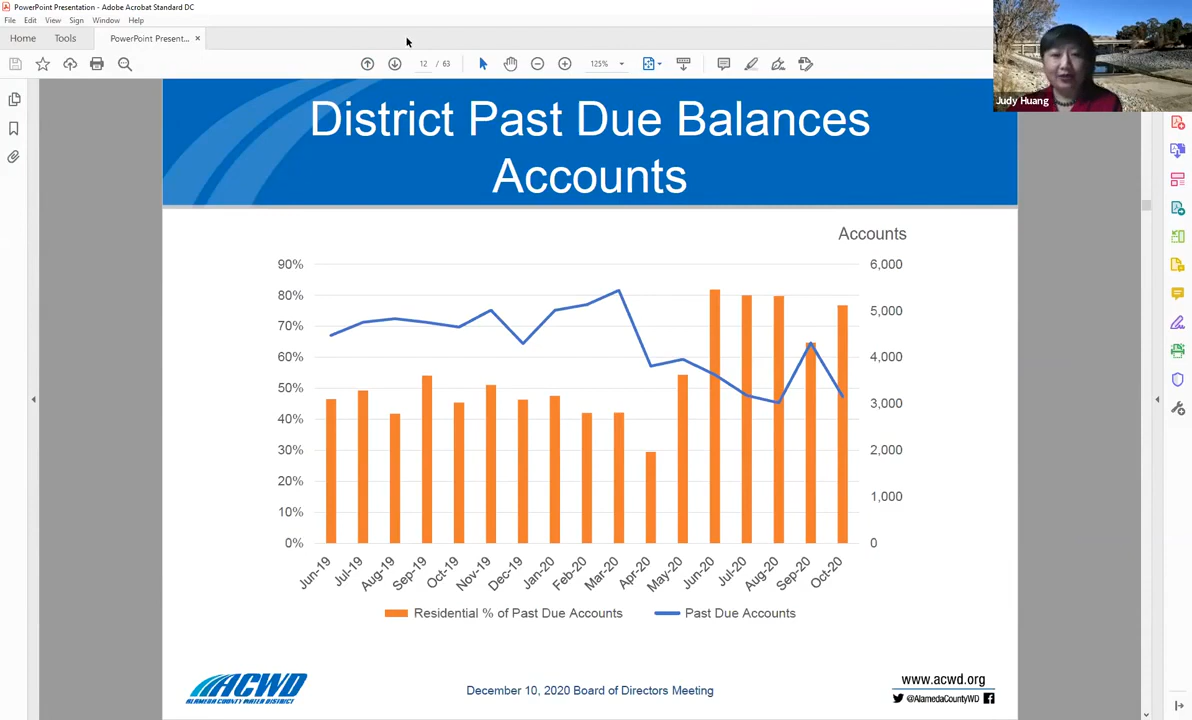 PowerPoint Presentation - Adobe Acrobat Standard DC
File Edit View Sign Window Help
Home Tools PowerPoint Present... ×
12 / 63 125%
Judy Huang
District Past Due Balances
Accounts
Accounts
90% 6,000
80% 5,000
70%
60% 4,000
50% 3,000
40%
30% 2,000
20% 1,000
10%
0% 0
Jun-19 Jul-19 Aug-19 Sep-19 Oct-19 Nov-19 Dec-19 Jan-20 Feb-20 Mar-20 Apr-20 May-20 Jun-20 Jul-20 Aug-20 Sep-20 Oct-20
Residential % of Past Due Accounts Past Due Accounts
ACWD
ALAMEDA COUNTY WATER DISTRICT
December 10, 2020 Board of Directors Meeting
www.acwd.org
@AlamedaCountyWD